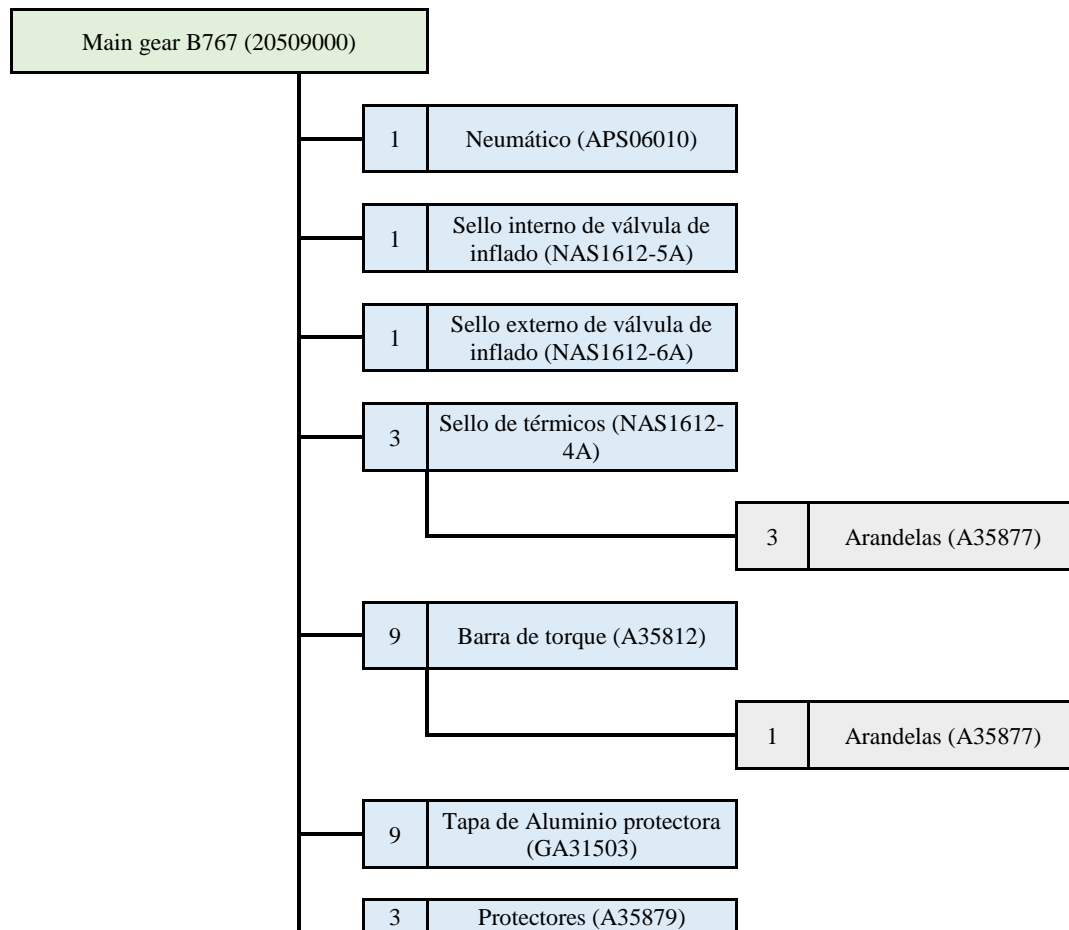 Main gear B767 (20509000)
1
Neumático (APS06010)
1
Sello interno de válvula de
inflado (NAS1612-5A)
1
Sello externo de válvula de
inflado (NAS1612-6A)
3
Sello de térmicos (NAS1612-
4A)
3
Arandelas (A35877)
9
Barra de torque (A35812)
1
Arandelas (A35877)
9
Tapa de Aluminio protectora
(GA31503)
3
Protectores (A35879)